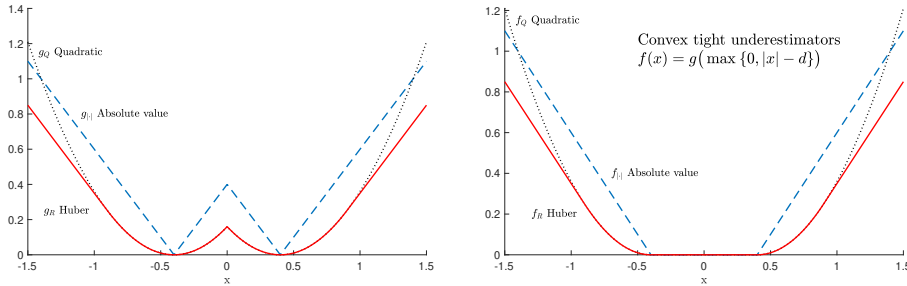 1.4
1.2
1
0.8
0.6
0.4
0.2
0
-1.5
-1
-0.5
0
0.5
1
1.5
x
g_Q Quadratic
g_{|·|} Absolute value
g_R Huber
1.2
1
0.8
0.6
0.4
0.2
0
-1.5
-1
-0.5
0
0.5
1
1.5
x
f_Q Quadratic
Convex tight underestimators
f(x) = g(max {0, |x| − d})
f_{|·|} Absolute value
f_R Huber